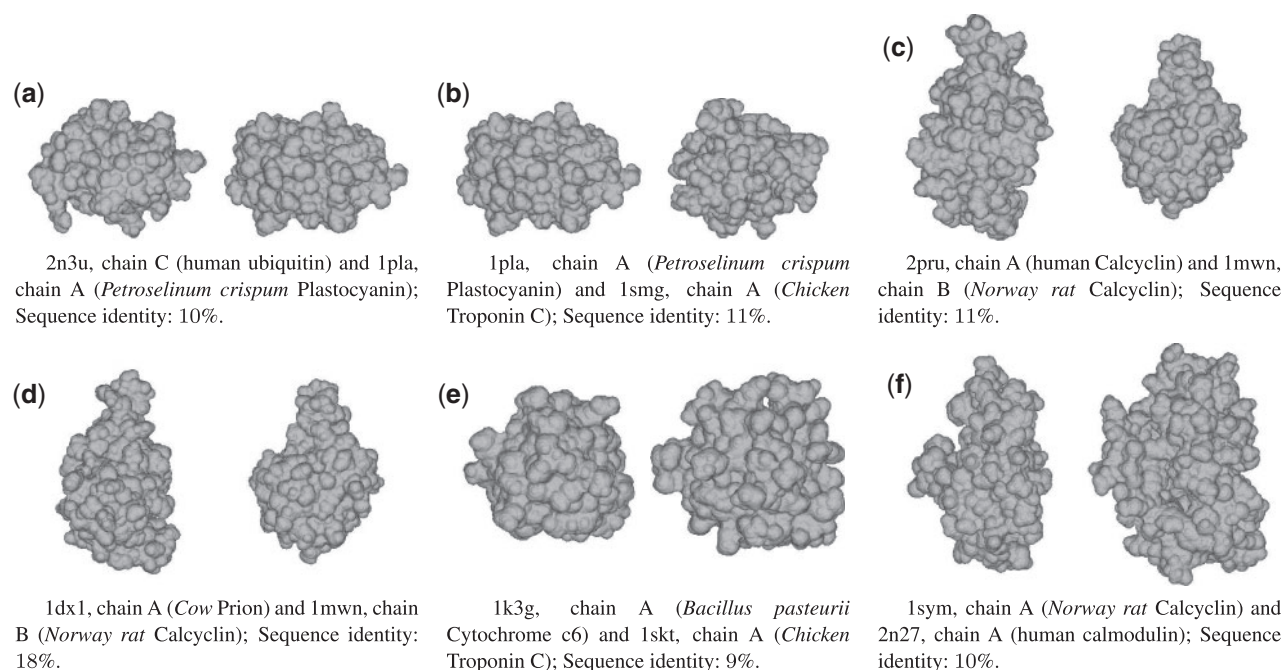 (a)
2n3u, chain C (human ubiquitin) and 1pla,
chain A (Petroselinum crispum Plastocyanin);
Sequence identity: 10%.
(b)
1pla, chain A (Petroselinum crispum
Plastocyanin) and 1smg, chain A (Chicken
Troponin C); Sequence identity: 11%.
(c)
2pru, chain A (human Calcyclin) and 1mwn,
chain B (Norway rat Calcyclin); Sequence
identity: 11%.
(d)
1dx1, chain A (Cow Prion) and 1mwn, chain
B (Norway rat Calcyclin); Sequence identity:
18%.
(e)
1k3g, chain A (Bacillus pasteurii
Cytochrome c6) and 1skt, chain A (Chicken
Troponin C); Sequence identity: 9%.
(f)
1sym, chain A (Norway rat Calcyclin) and
2n27, chain A (human calmodulin); Sequence
identity: 10%.